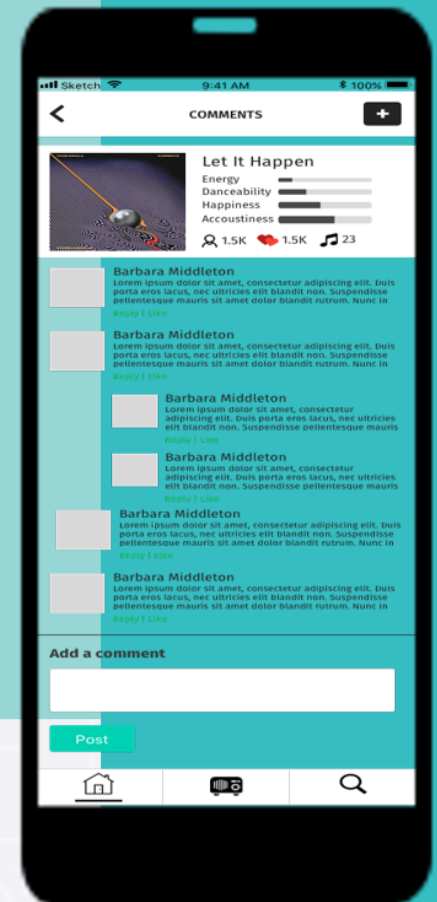 Sketch 9:41 AM 100%
COMMENTS
Let It Happen
Energy
Danceability
Happiness
Accoustiness
1.5K 1.5K 23
Barbara Middleton
Lorem ipsum dolor sit amet, consectetur adipiscing elit. Duis
porta eros lacus, nec ultricies elit blandit non. Suspendisse
pellentesque mauris sit amet dolor blandit rutrum. Nunc in
Reply | Like
Barbara Middleton
Lorem ipsum dolor sit amet, consectetur adipiscing elit. Duis
porta eros lacus, nec ultricies elit blandit non. Suspendisse
pellentesque mauris sit amet dolor blandit rutrum. Nunc in
Reply | Like
Barbara Middleton
Lorem ipsum dolor sit amet, consectetur
adipiscing elit. Duis porta eros lacus, nec ultricies
elit blandit non. Suspendisse pellentesque mauris
Reply | Like
Barbara Middleton
Lorem ipsum dolor sit amet, consectetur
adipiscing elit. Duis porta eros lacus, nec ultricies
elit blandit non. Suspendisse pellentesque mauris
Reply | Like
Barbara Middleton
Lorem ipsum dolor sit amet, consectetur adipiscing elit. Duis
porta eros lacus, nec ultricies elit blandit non. Suspendisse
pellentesque mauris sit amet dolor blandit rutrum. Nunc in
Reply | Like
Barbara Middleton
Lorem ipsum dolor sit amet, consectetur adipiscing elit. Duis
porta eros lacus, nec ultricies elit blandit non. Suspendisse
pellentesque mauris sit amet dolor blandit rutrum. Nunc in
Reply | Like
Add a comment
Post